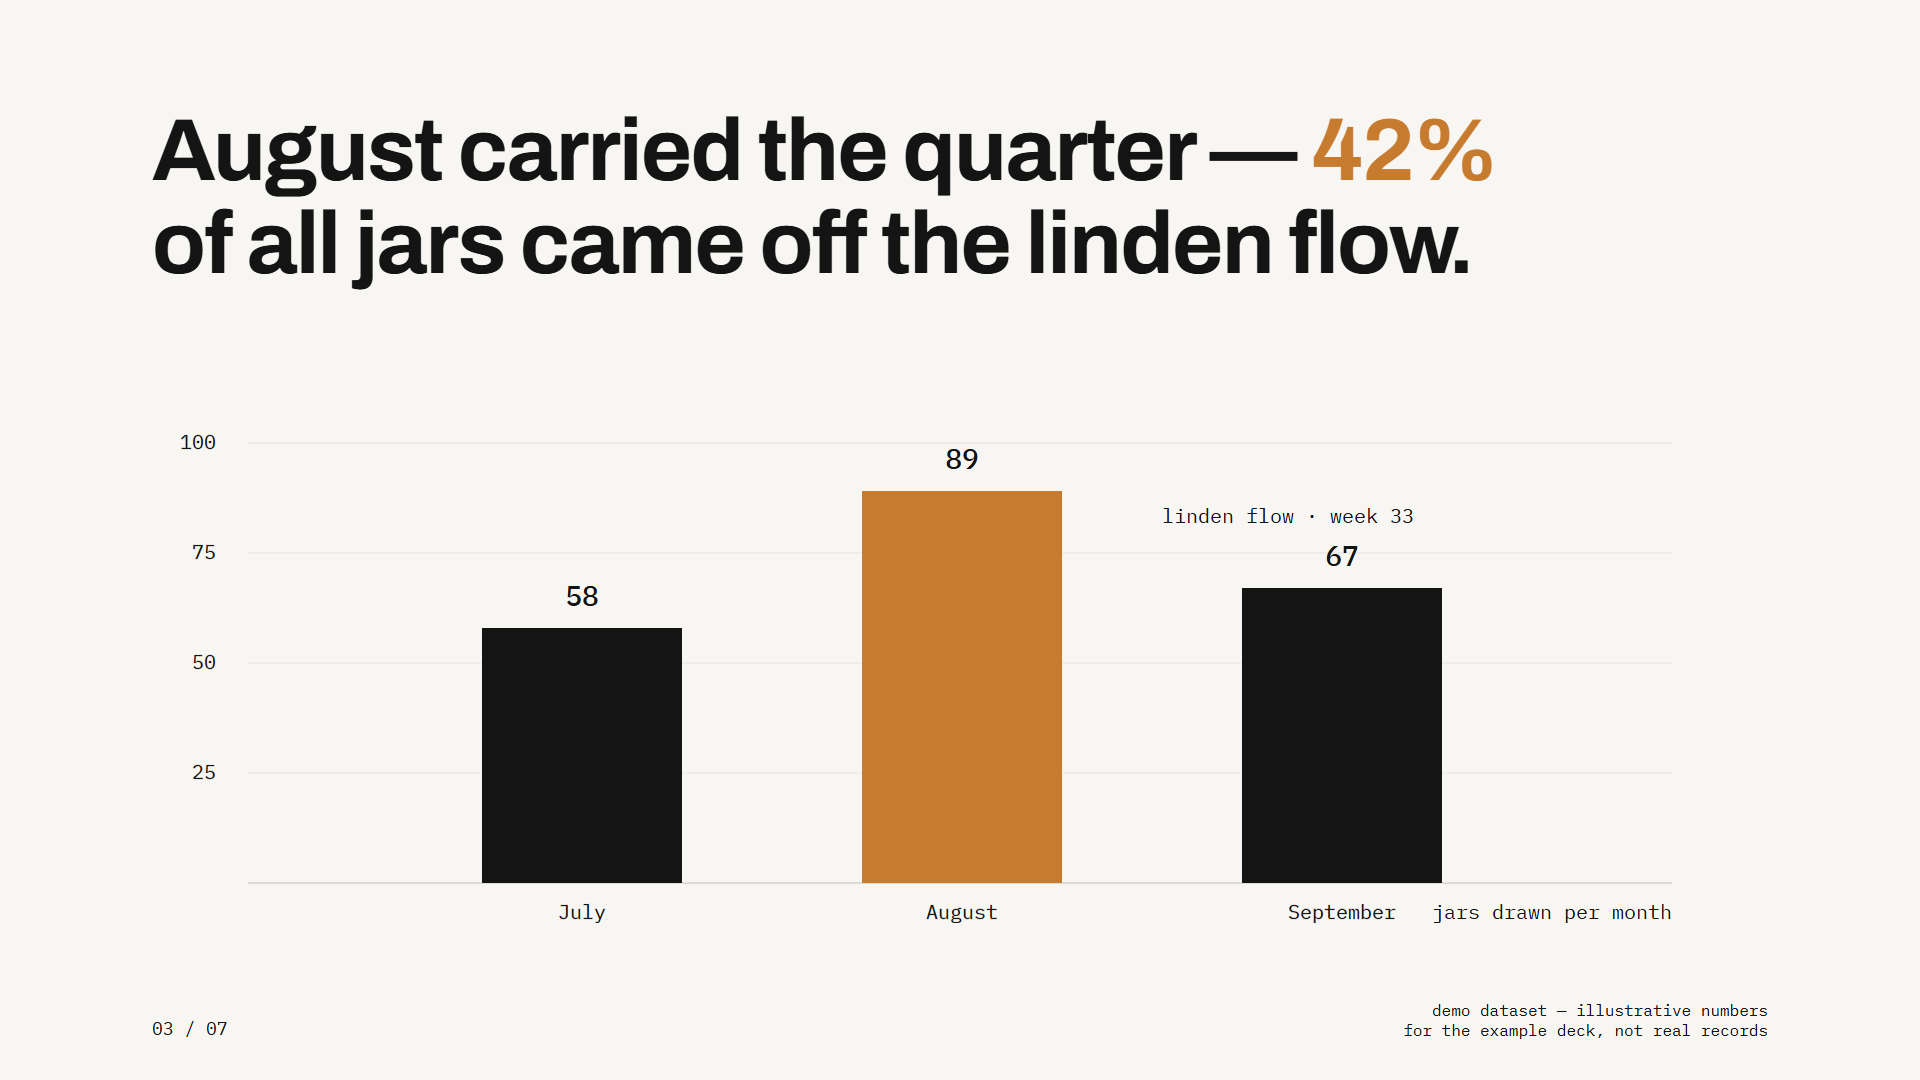 August carried the quarter — 42%
of all jars came off the linden flow.
100
89
linden flow · week 33
75
67
58
50
25
July
August
September
jars drawn per month
03 / 07
demo dataset — illustrative numbers
for the example deck, not real records